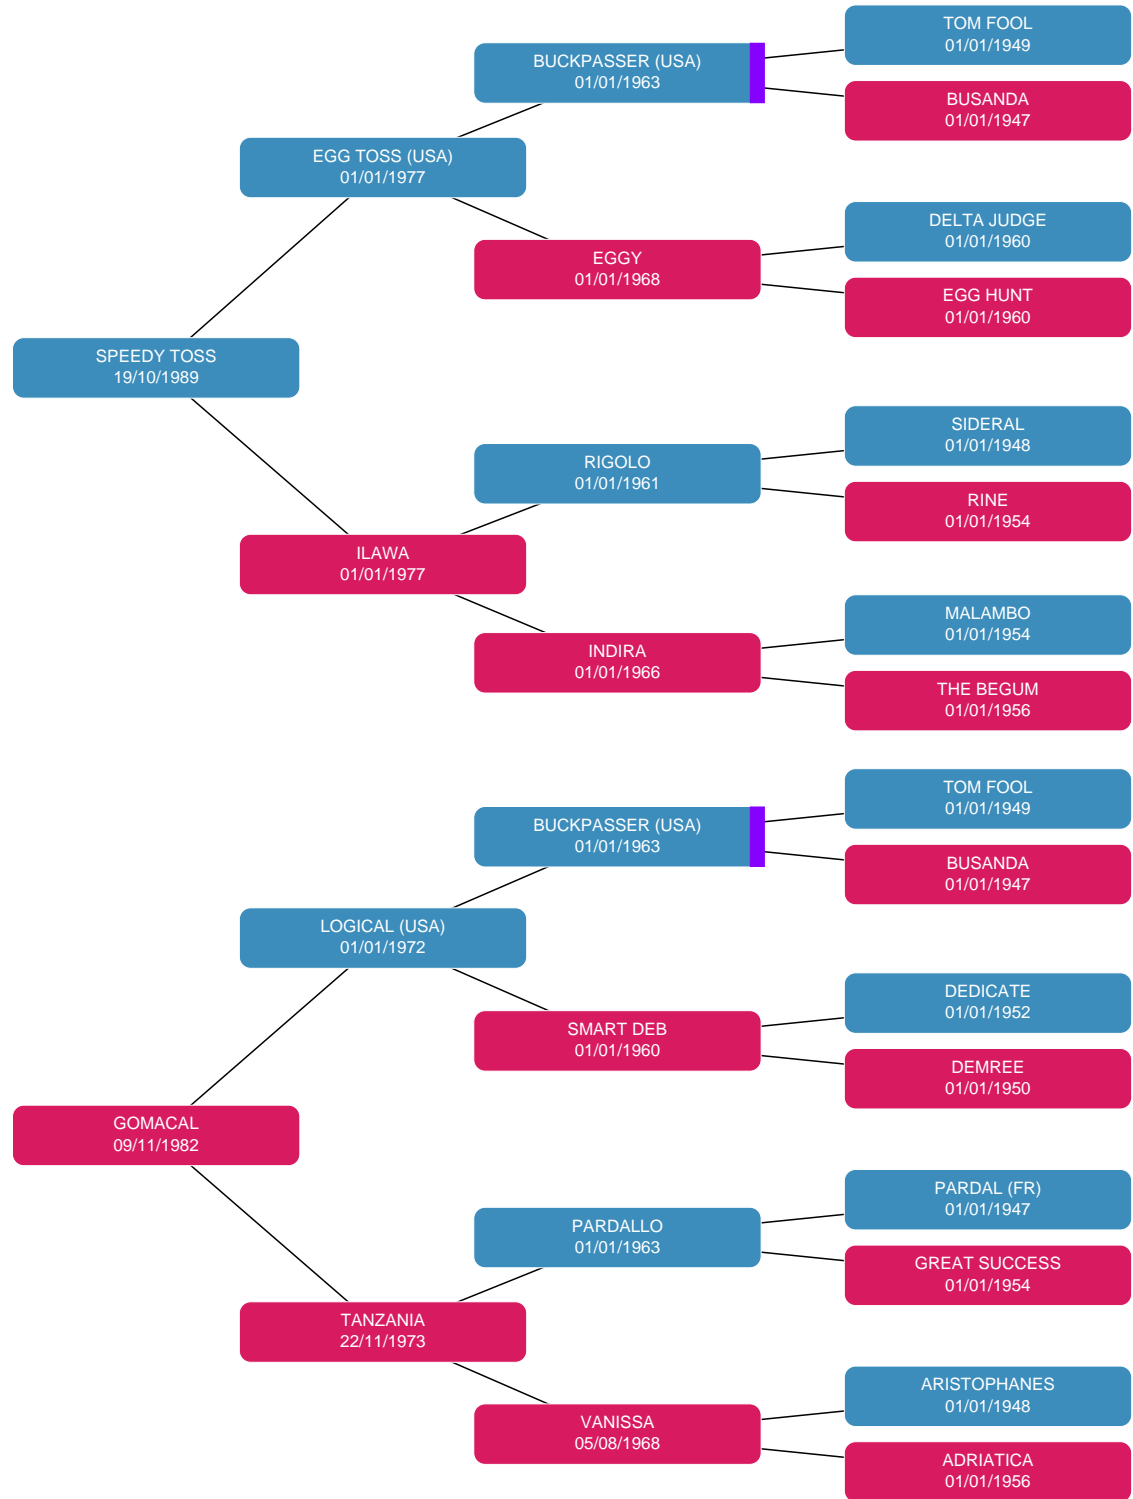 TOM FOOL
01/01/1949
BUCKPASSER (USA)
01/01/1963
BUSANDA
01/01/1947
EGG TOSS (USA)
01/01/1977
DELTA JUDGE
01/01/1960
EGGY
01/01/1968
EGG HUNT
01/01/1960
SPEEDY TOSS
19/10/1989
SIDERAL
01/01/1948
RIGOLO
01/01/1961
RINE
01/01/1954
ILAWA
01/01/1977
MALAMBO
01/01/1954
INDIRA
01/01/1966
THE BEGUM
01/01/1956
TOM FOOL
01/01/1949
BUCKPASSER (USA)
01/01/1963
BUSANDA
01/01/1947
LOGICAL (USA)
01/01/1972
DEDICATE
01/01/1952
SMART DEB
01/01/1960
DEMREE
01/01/1950
GOMACAL
09/11/1982
PARDAL (FR)
01/01/1947
PARDALLO
01/01/1963
GREAT SUCCESS
01/01/1954
TANZANIA
22/11/1973
ARISTOPHANES
01/01/1948
VANISSA
05/08/1968
ADRIATICA
01/01/1956